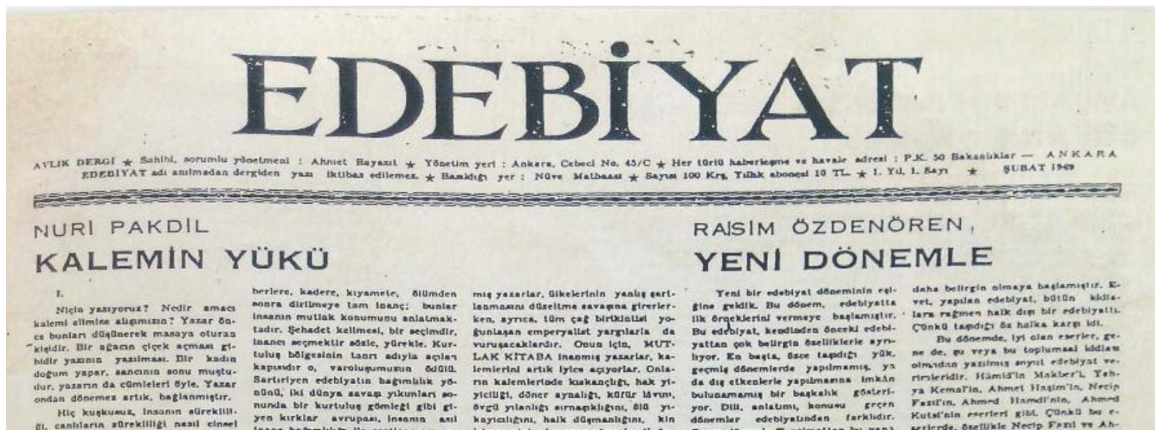 EDEBİYAT
AYLIK DERGİ ★ Sahibi, sorumlu yönetmeni : Ahmet Bayazıt ★ Yönetim yeri : Ankara, Cebeci No. 45/C ★ Her türlü haberleşme ve havale adresi : P.K. 50 Bakanlıklar — ANKARA
EDEBİYAT adı anılmadan dergiden yazı iktibas edilemez. ★ Basıldığı yer : Nüve Matbaası ★ Sayısı 100 Krş. Yıllık abonesi 10 TL. ★ 1. Yıl, 1. Sayı ★ ŞUBAT 1969
NURİ PAKDİL
KALEMİN YÜKÜ
I.
Niçin yazıyoruz? Nedir amacı
kalemi elimize alışımızın? Yazar ön-
ce bunları düşünerek masaya oturan
kişidir. Bir ağacın çiçek açması gi-
bidir yazının yazılması. Bir kadın
doğum yapar, sancının sonu muştu-
dur, yazarın da cümleleri öyle. Yazar
ondan dönemez artık, bağlanmıştır.
Hiç kuşkusuz, insanın süreklili-
ği, canlıların sürekliliği nasıl cinsel
berlere, kadere, kıyamete, ölümden
sonra dirilmeye tam inanç; bunlar
insanın mutlak konumunu anlatmak-
tadır. Şehadet kelimesi, bir seçimdir,
inancı seçmektir sözle, yürekle. Kur-
tuluş bölgesinin tanrı adıyla açılan
kapısıdır o, varoluşumuzun ödülü.
Sartıriyen edebiyatın bağımlılık yö-
nünü, iki dünya savaşı yıkımları so-
nunda bir kurtuluş gömleği gibi gi-
yen kırklar avrupası, insanın asıl
mış yazarlar, ülkelerinin yanlış şart-
lanmasını düzeltme savaşına girerler-
ken, ayrıca, tüm çağ birikintisi yo-
ğunlaşan emperyalist yargılarla da
vuruşacaklardır. Onun için, MUT-
LAK KİTABA inanmış yazarlar, ka-
lemlerini artık iyice açıyorlar. Onla-
rın kalemlerinde kıskançlığı, hak yi-
yiciliği, döner aynalığı, küfür lâvını,
övgü yılanlığı sırnaşıklığını, ölü yı-
kayıcılığını, halk düşmanlığını, kin
RASİM ÖZDENÖREN,
YENİ DÖNEMLE
Yeni bir edebiyat döneminin eşi-
ğine geldik. Bu dönem, edebiyatta
ilk örneklerini vermeye başlamıştır.
Bu edebiyat, kendinden önceki edebi-
yattan çok belirgin özelliklerle ayrı-
lıyor. En başta, özce taşıdığı yük,
geçmiş dönemlerde yapılmamış, ya
da dış etkenlerle yapılmasına imkân
bulunamamış bir başkalık gösteri-
yor. Dili, anlatımı, konusu geçen
dönemler edebiyatından farklıdır.
daha belirgin olmaya başlamıştır. E-
vet, yapılan edebiyat, bütün iddia-
lara rağmen halk dışı bir edebiyattı.
Çünkü taşıdığı öz halka karşı idi.
Bu dönemde, iyi olan eserler, ge-
ne de, şu veya bu toplumsal iddiası
olmadan yazılmış soyut edebiyat ve-
rimleridir. Hâmid'in Makber'i, Yah-
ya Kemal'in, Ahmet Haşim'in, Necip
Fazıl'ın, Ahmed Hamdi'nin, Ahmed
Kutsi'nin eserleri gibi. Çünkü bu e-
serlerde, özellikle Necip Fazıl ve Ah-